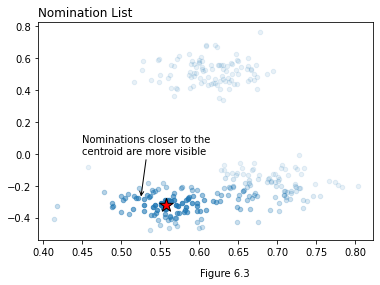 Nomination List
0.8
0.6
0.4
0.2
0.0
−0.2
−0.4
Nominations closer to the
centroid are more visible
0.40 0.45 0.50 0.55 0.60 0.65 0.70 0.75 0.80
Figure 6.3